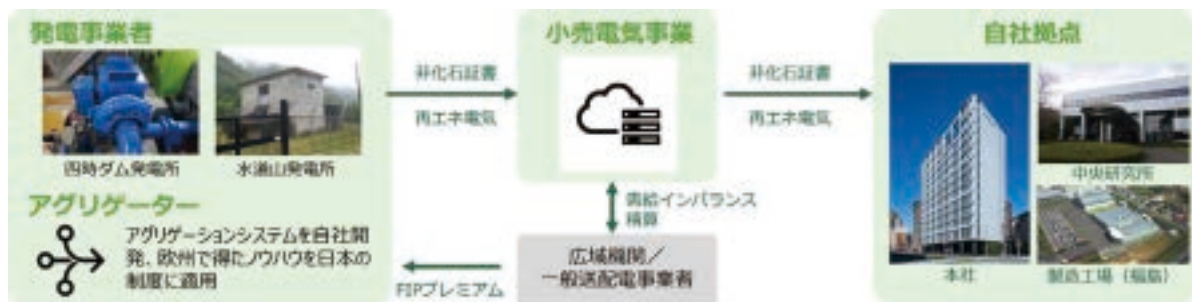 発電事業者
四時ダム発電所
水道山発電所
アグリゲーター
アグリゲーションシステムを自社開
発、欧州で得たノウハウを日本の
制度に適用
非化石証書
再エネ電気
小売電気事業
需給インバランス
精算
広域機関／
一般送配電事業者
FIPプレミアム
非化石証書
再エネ電気
自社拠点
本社
中央研究所
製造工場（福島）